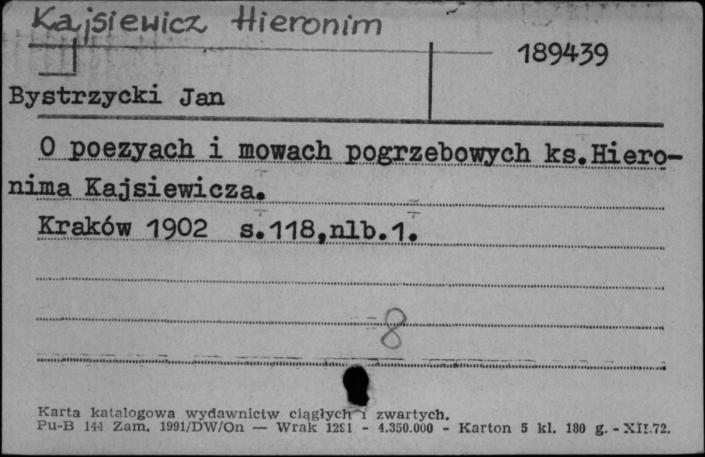 Kajsiewicz Hieronim
189439
Bystrzycki Jan
O poezyach i mowach pogrzebowych ks.Hiero-
nima Kajsiewicza.
Kraków 1902 s.118,nlb.1.
8
Karta katalogowa wydawnictw ciągłych i zwartych.
Pu-B 144 Zam. 1991/DW/On — Wrak 1291 - 4.350.000 - Karton 5 kl. 180 g. - XII.72.